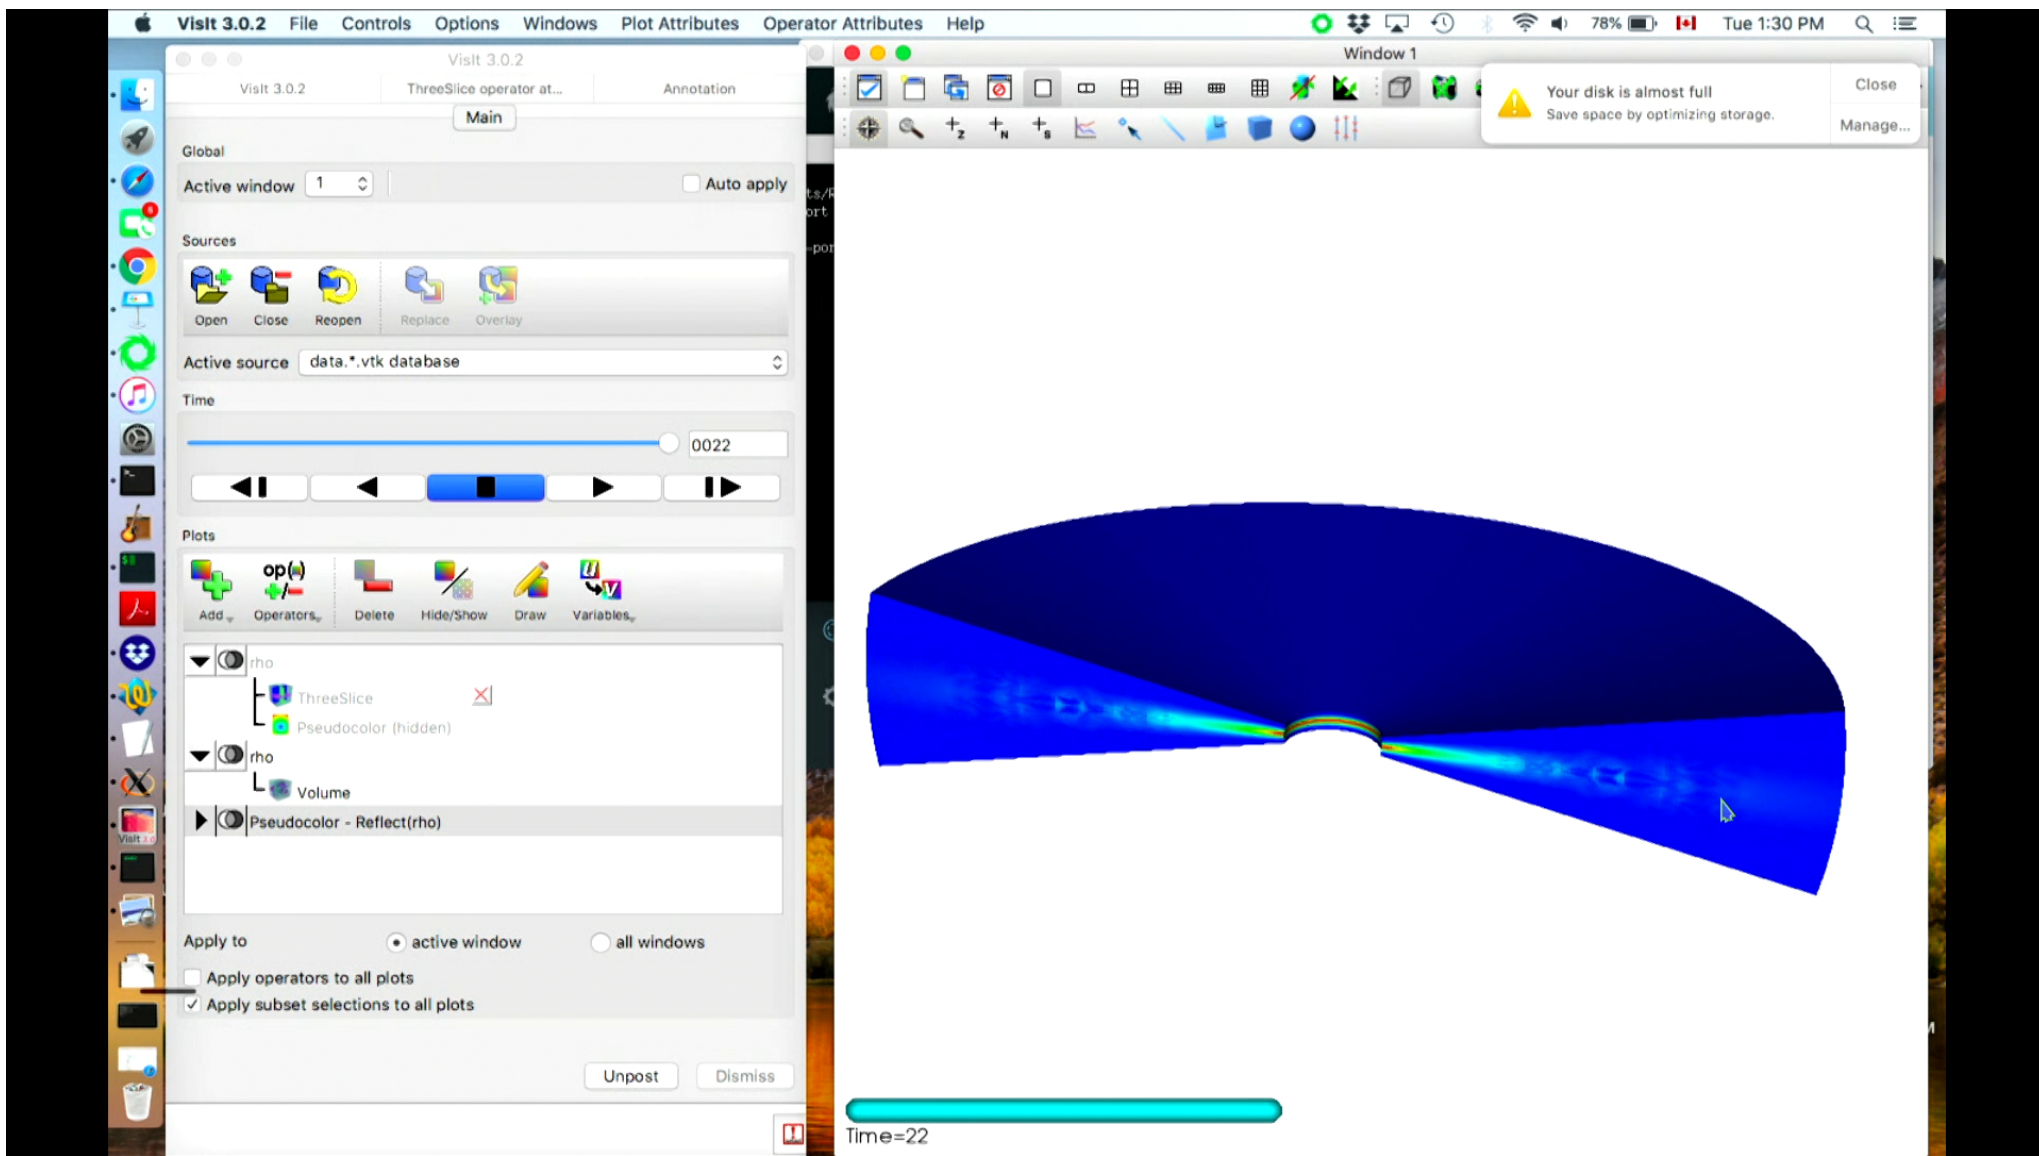 VisIt 3.0.2 File Controls Options Windows Plot Attributes Operator Attributes Help 78% Tue 1:30 PM
VisIt 3.0.2
VisIt 3.0.2 ThreeSlice operator at... Annotation
Main
Global
Active window 1 Auto apply
Sources
Open Close Reopen Replace Overlay
Active source data.*.vtk database
Time
0022
Plots
op(•)
+/-
Add Operators Delete Hide/Show Draw Variables
rho
ThreeSlice
Pseudocolor (hidden)
rho
Volume
Pseudocolor - Reflect(rho)
Apply to active window all windows
Apply operators to all plots
Apply subset selections to all plots
Unpost Dismiss
ort
Window 1
Your disk is almost full
Save space by optimizing storage.
Close
Manage...
Time=22